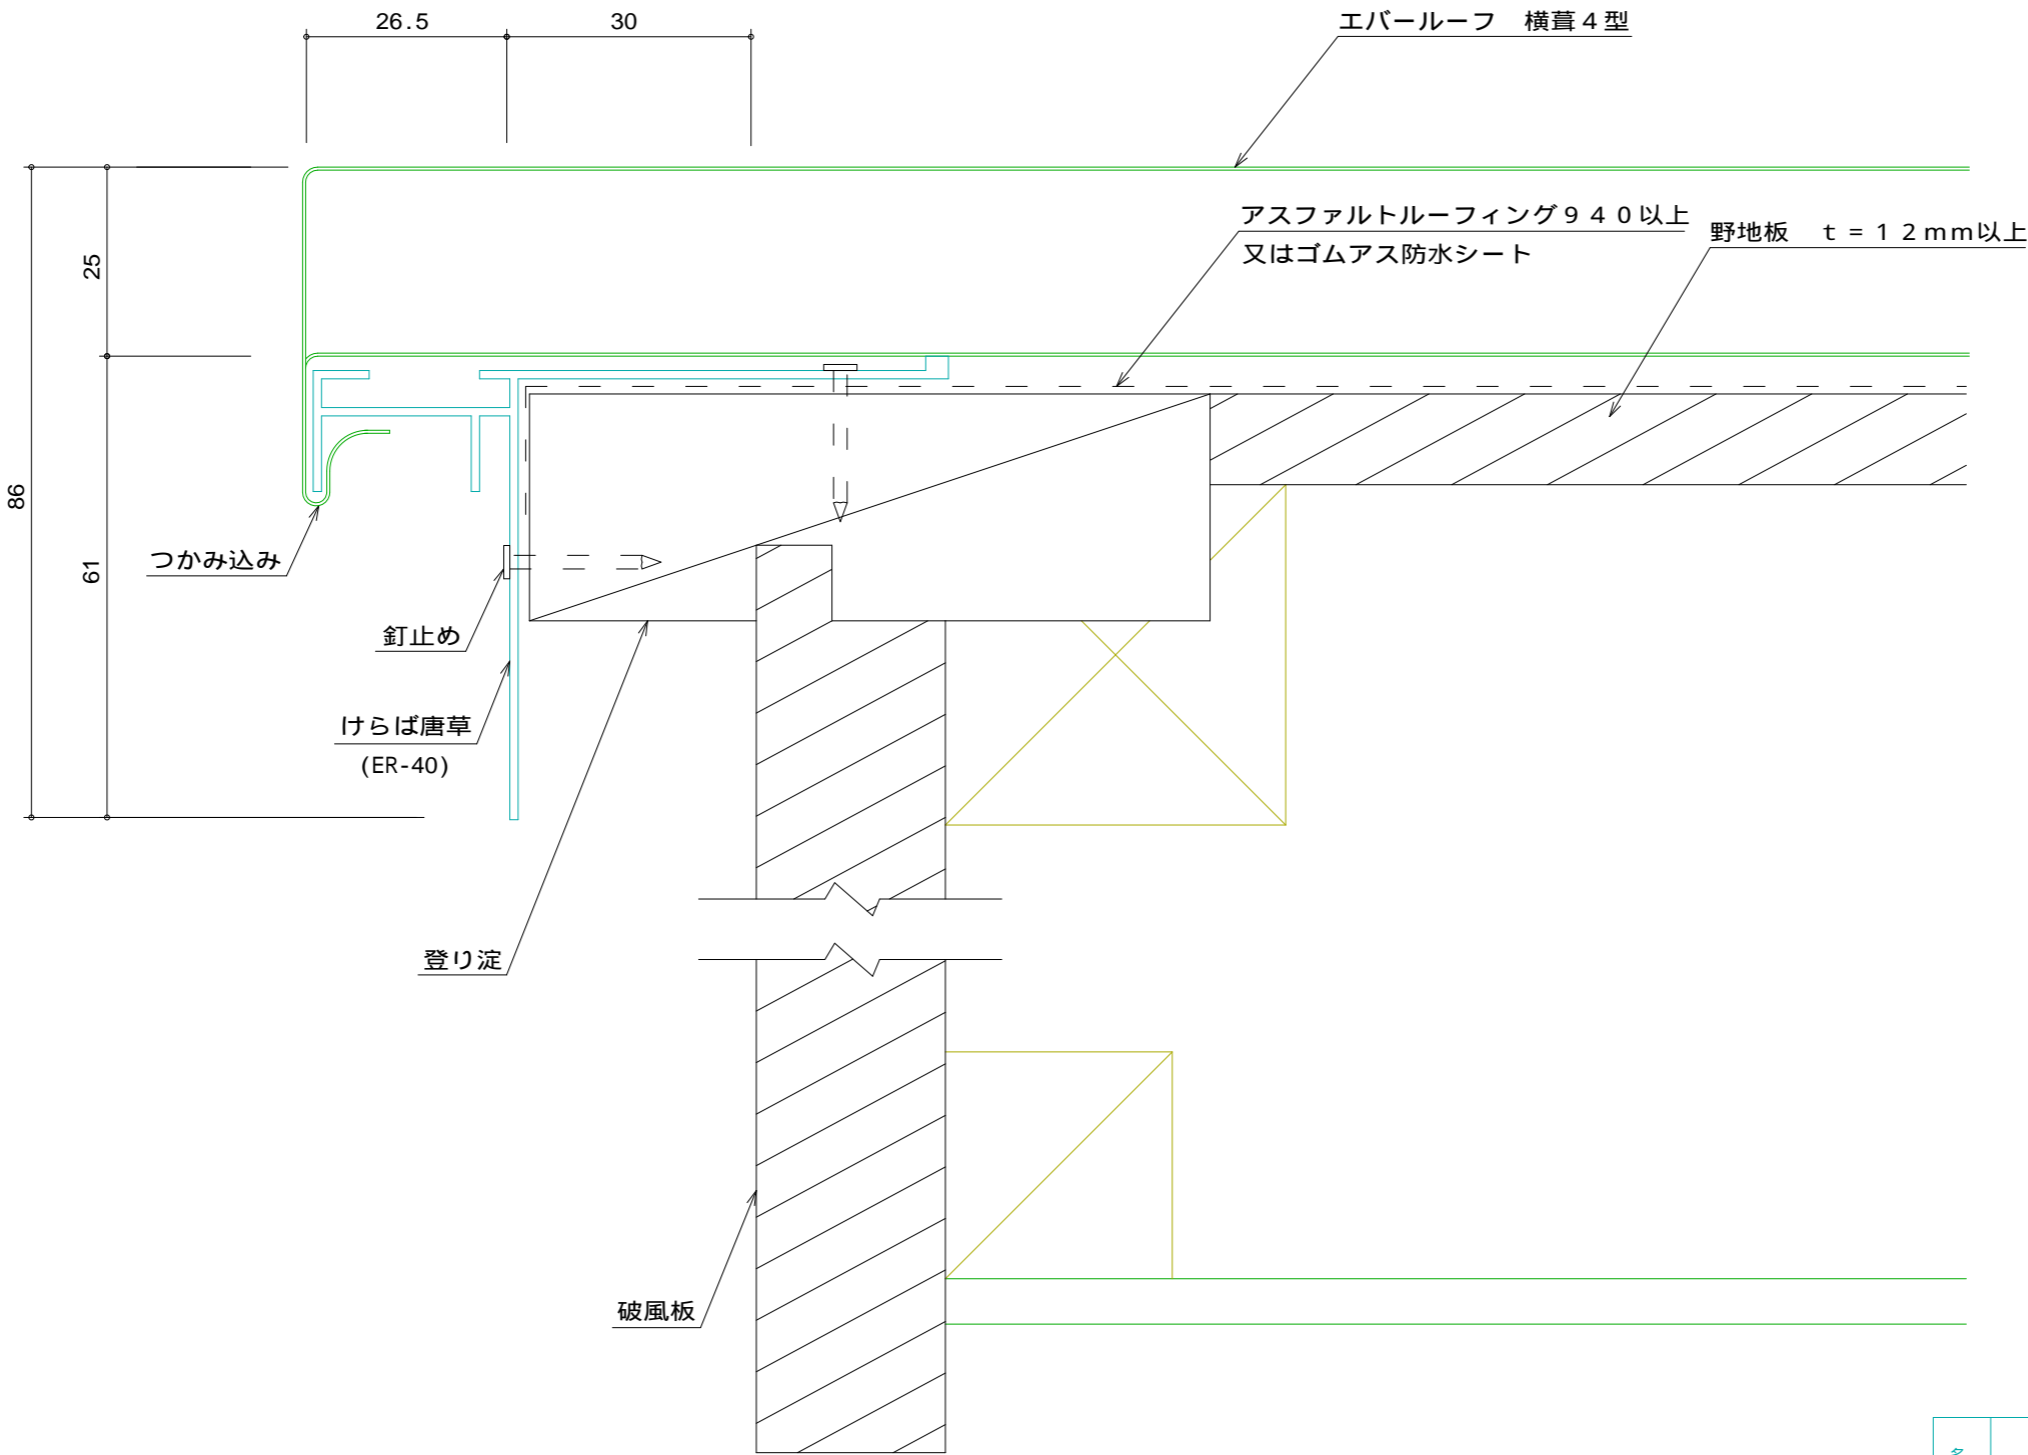 26.5
30
エバールーフ　横葺４型
アスファルトルーフィング９４０以上
又はゴムアス防水シート
野地板　ｔ＝１２ｍｍ以上
25
86
61
つかみ込み
釘止め
けらば唐草
(ER-40)
登り淀
破風板